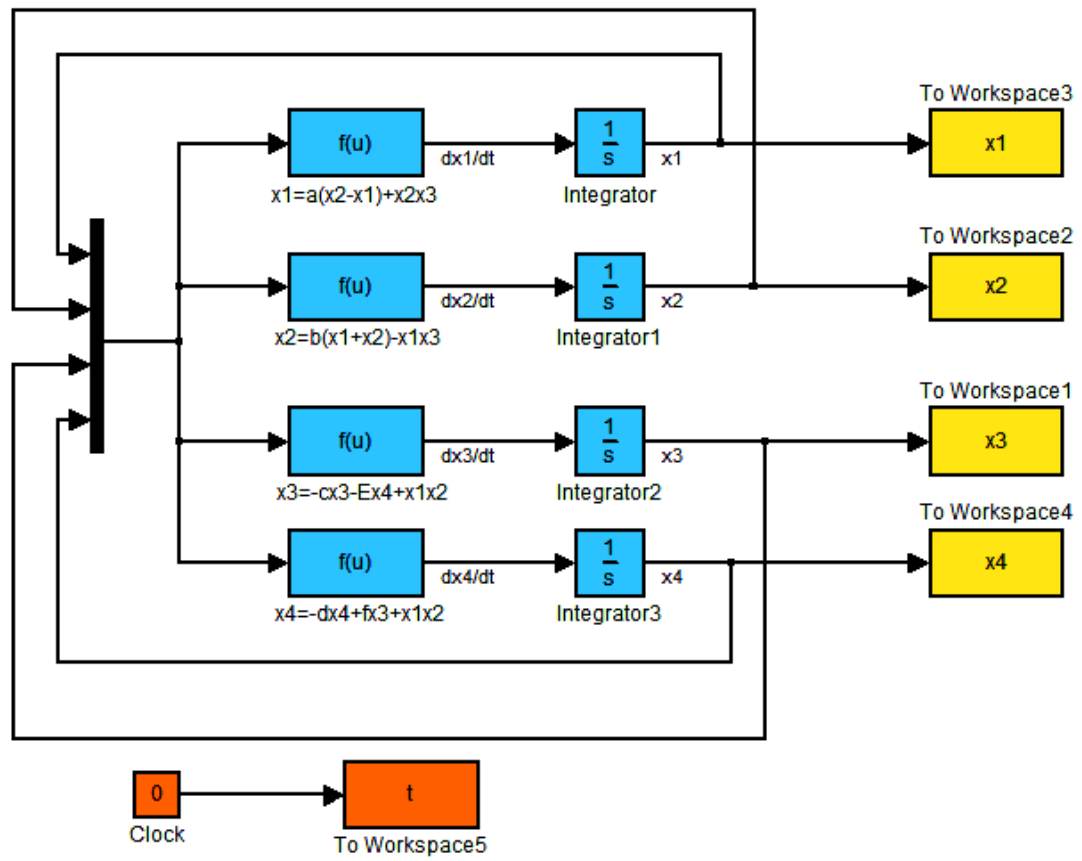 To Workspace3
f(u)
dx1/dt
1
s
x1
x1
x1=a(x2-x1)+x2x3
Integrator
To Workspace2
f(u)
dx2/dt
1
s
x2
x2
x2=b(x1+x2)-x1x3
Integrator1
To Workspace1
f(u)
dx3/dt
1
s
x3
x3
x3=-cx3-Ex4+x1x2
Integrator2
To Workspace4
f(u)
dx4/dt
1
s
x4
x4
x4=-dx4+fx3+x1x2
Integrator3
0
t
Clock
To Workspace5